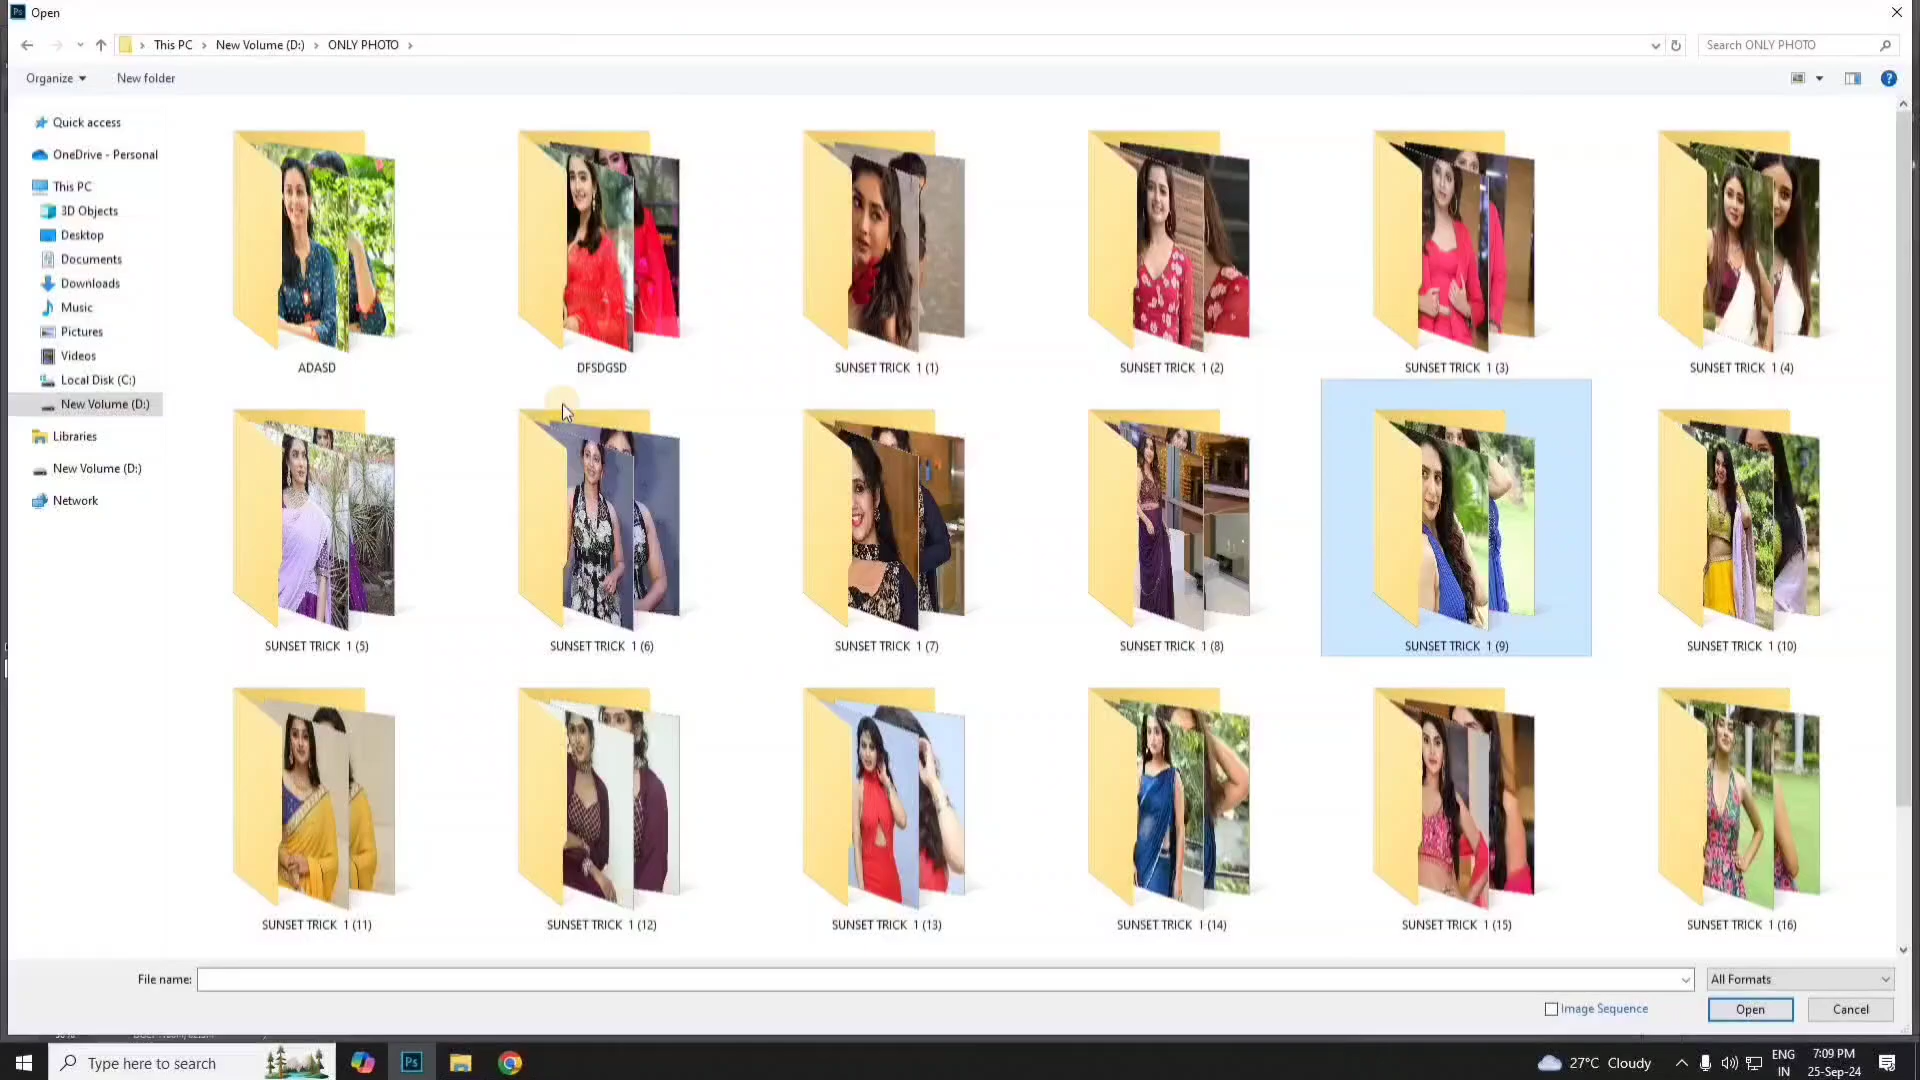 Ps Open
This PC New Volume (D:) ONLY PHOTO
Search ONLY PHOTO
Organize New folder
Quick access
OneDrive - Personal
This PC
3D Objects
Desktop
Documents
Downloads
Music
Pictures
Videos
Local Disk (C:)
New Volume (D:)
Libraries
New Volume (D:)
Network
ADASD
DFSDGSD
SUNSET TRICK 1 (1)
SUNSET TRICK 1 (2)
SUNSET TRICK 1 (3)
SUNSET TRICK 1 (4)
SUNSET TRICK 1 (5)
SUNSET TRICK 1 (6)
SUNSET TRICK 1 (7)
SUNSET TRICK 1 (8)
SUNSET TRICK 1 (9)
SUNSET TRICK 1 (10)
SUNSET TRICK 1 (11)
SUNSET TRICK 1 (12)
SUNSET TRICK 1 (13)
SUNSET TRICK 1 (14)
SUNSET TRICK 1 (15)
SUNSET TRICK 1 (16)
File name:
All Formats
Image Sequence
Open Cancel
Type here to search
Ps
27°C Cloudy
ENG
IN
7:09 PM
25-Sep-24